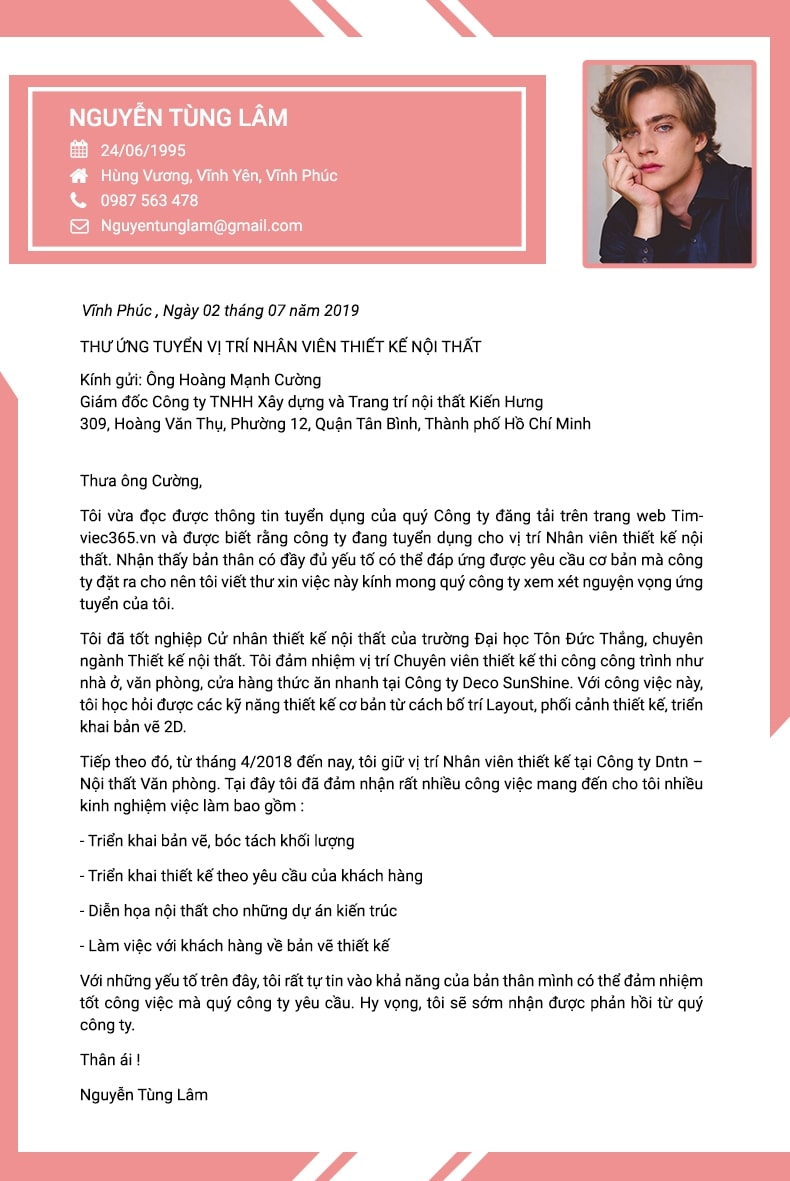 NGUYỄN TÙNG LÂM
24/06/1995
Hùng Vương, Vĩnh Yên, Vĩnh Phúc
0987 563 478
Nguyentunglam@gmail.com
Vĩnh Phúc , Ngày 02 tháng 07 năm 2019
THƯ ỨNG TUYỂN VỊ TRÍ NHÂN VIÊN THIẾT KẾ NỘI THẤT
Kính gửi: Ông Hoàng Mạnh Cường
Giám đốc Công ty TNHH Xây dựng và Trang trí nội thất Kiến Hưng
309, Hoàng Văn Thụ, Phường 12, Quận Tân Bình, Thành phố Hồ Chí Minh
Thưa ông Cường,
Tôi vừa đọc được thông tin tuyển dụng của quý Công ty đăng tải trên trang web Tim-
viec365.vn và được biết rằng công ty đang tuyển dụng cho vị trí Nhân viên thiết kế nội
thất. Nhận thấy bản thân có đầy đủ yếu tố có thể đáp ứng được yêu cầu cơ bản mà công
ty đặt ra cho nên tôi viết thư xin việc này kính mong quý công ty xem xét nguyện vọng ứng
tuyển của tôi.
Tôi đã tốt nghiệp Cử nhân thiết kế nội thất của trường Đại học Tôn Đức Thắng, chuyên
ngành Thiết kế nội thất. Tôi đảm nhiệm vị trí Chuyên viên thiết kế thi công công trình như
nhà ở, văn phòng, cửa hàng thức ăn nhanh tại Công ty Deco SunShine. Với công việc này,
tôi học hỏi được các kỹ năng thiết kế cơ bản từ cách bố trí Layout, phối cảnh thiết kế, triển
khai bản vẽ 2D.
Tiếp theo đó, từ tháng 4/2018 đến nay, tôi giữ vị trí Nhân viên thiết kế tại Công ty Dntn –
Nội thất Văn phòng. Tại đây tôi đã đảm nhận rất nhiều công việc mang đến cho tôi nhiều
kinh nghiệm việc làm bao gồm :
- Triển khai bản vẽ, bóc tách khối lượng
- Triển khai thiết kế theo yêu cầu của khách hàng
- Diễn họa nội thất cho những dự án kiến trúc
- Làm việc với khách hàng về bản vẽ thiết kế
Với những yếu tố trên đây, tôi rất tự tin vào khả năng của bản thân mình có thể đảm nhiệm
tốt công việc mà quý công ty yêu cầu. Hy vọng, tôi sẽ sớm nhận được phản hồi từ quý
công ty.
Thân ái !
Nguyễn Tùng Lâm